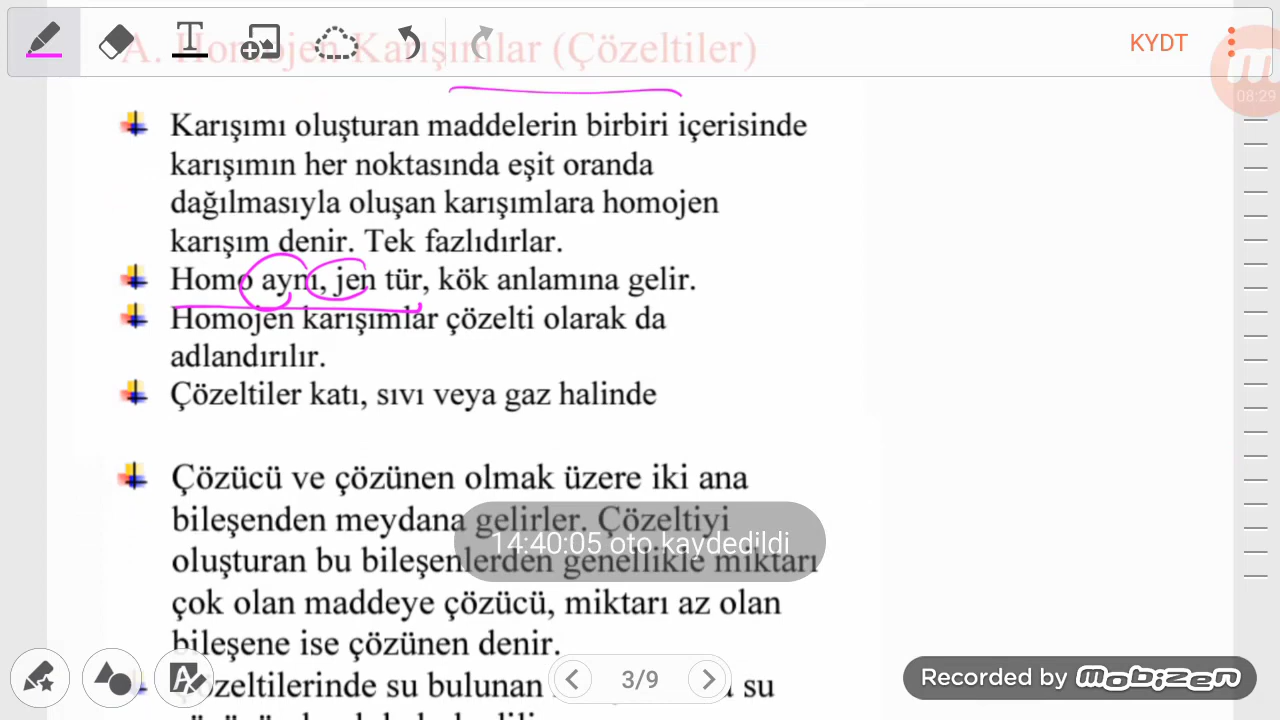 A. Homojen Karışımlar (Çözeltiler)
KYDT
08:29
Karışımı oluşturan maddelerin birbiri içerisinde
karışımın her noktasında eşit oranda
dağılmasıyla oluşan karışımlara homojen
karışım denir. Tek fazlıdırlar.
Homo aynı, jen tür, kök anlamına gelir.
Homojen karışımlar çözelti olarak da
adlandırılır.
Çözeltiler katı, sıvı veya gaz halinde
Çözücü ve çözünen olmak üzere iki ana
bileşenden meydana gelirler. Çözeltiyi
14:40:05 oto kaydedildi
oluşturan bu bileşenlerden genellikle miktarı
çok olan maddeye çözücü, miktarı az olan
bileşene ise çözünen denir.
3/9
Recorded by mobizen
Çözeltilerinde su bulunan su